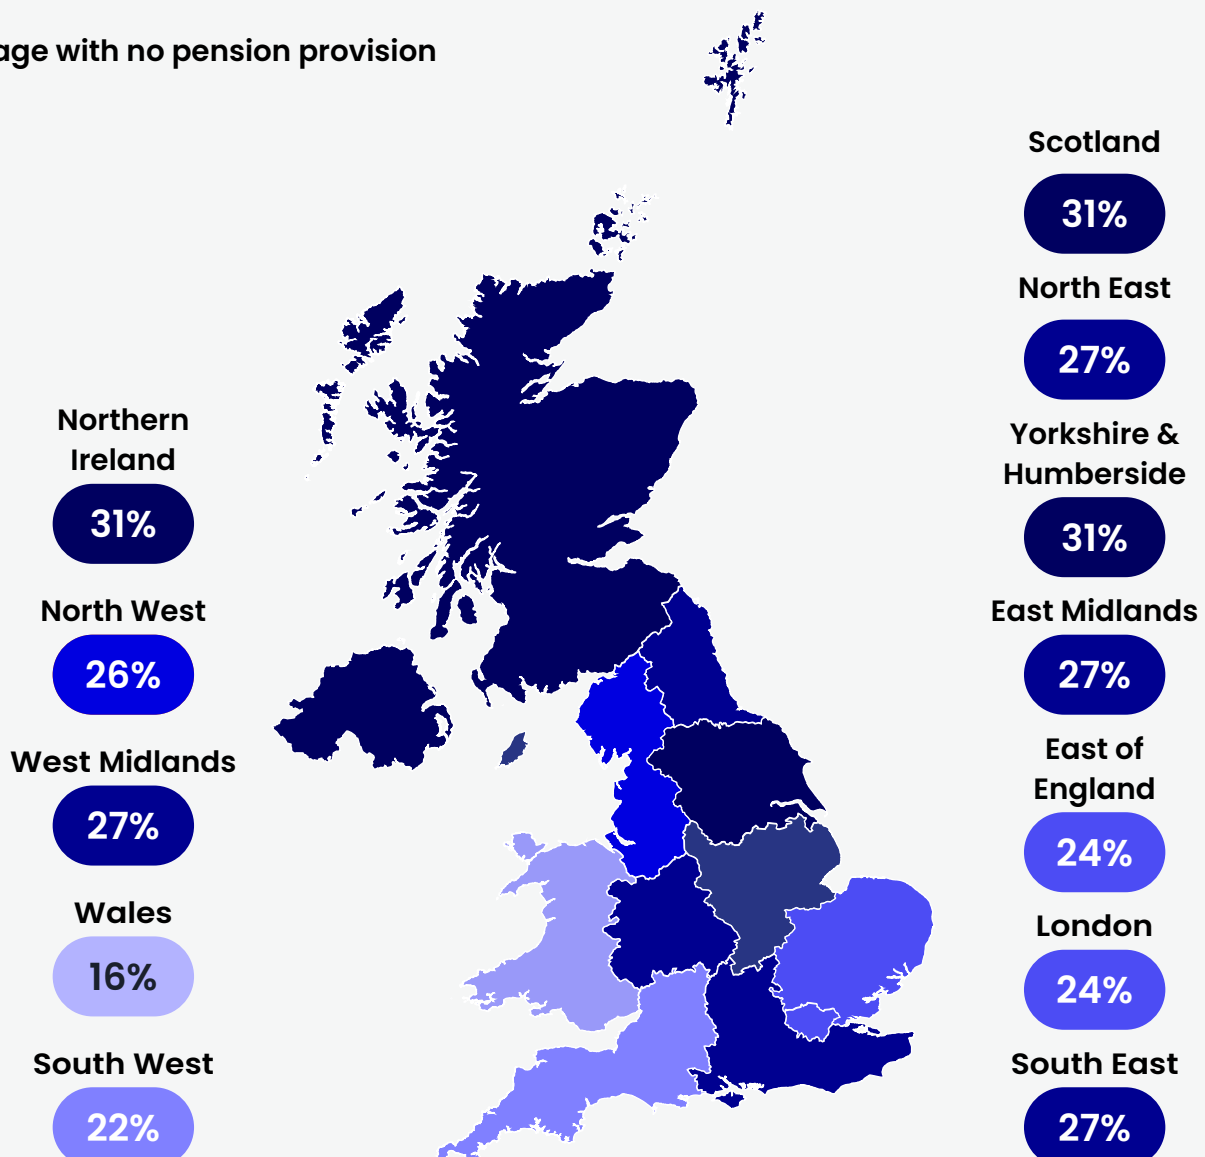 age with no pension provision
Northern
Ireland
31%
North West
26%
West Midlands
27%
Wales
16%
South West
22%
Scotland
31%
North East
27%
Yorkshire &
Humberside
31%
East Midlands
27%
East of
England
24%
London
24%
South East
27%